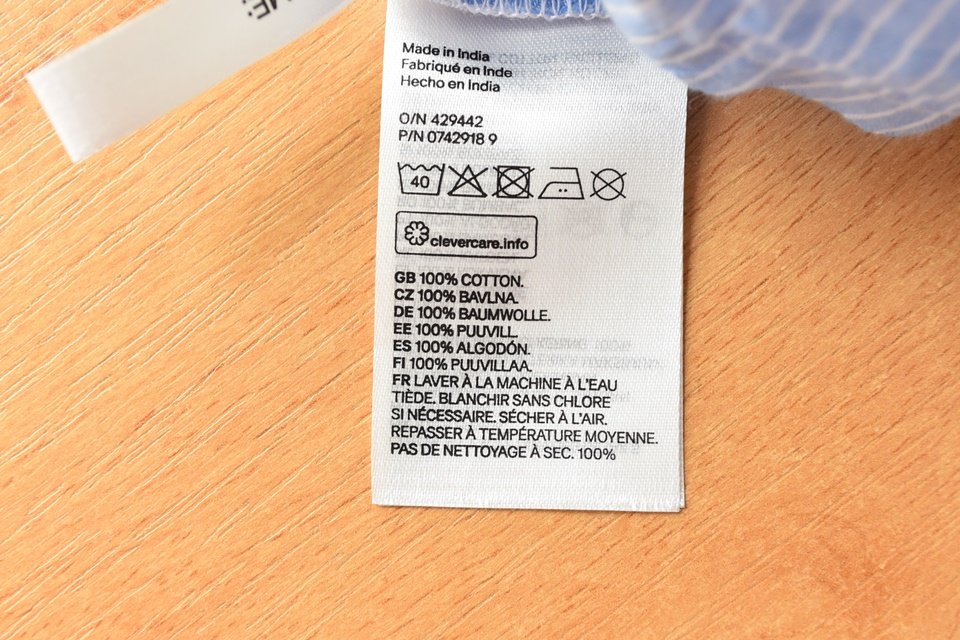 Made in India
Fabriqué en Inde
Hecho en India
O/N 429442
P/N 0742918 9
40
clevercare.info
GB 100% COTTON.
CZ 100% BAVLNA.
DE 100% BAUMWOLLE.
EE 100% PUUVILL.
ES 100% ALGODÓN.
FI 100% PUUVILLAA.
FR LAVER À LA MACHINE À L'EAU
TIÈDE. BLANCHIR SANS CHLORE
SI NÉCESSAIRE. SÉCHER À L'AIR.
REPASSER À TEMPÉRATURE MOYENNE.
PAS DE NETTOYAGE À SEC. 100%